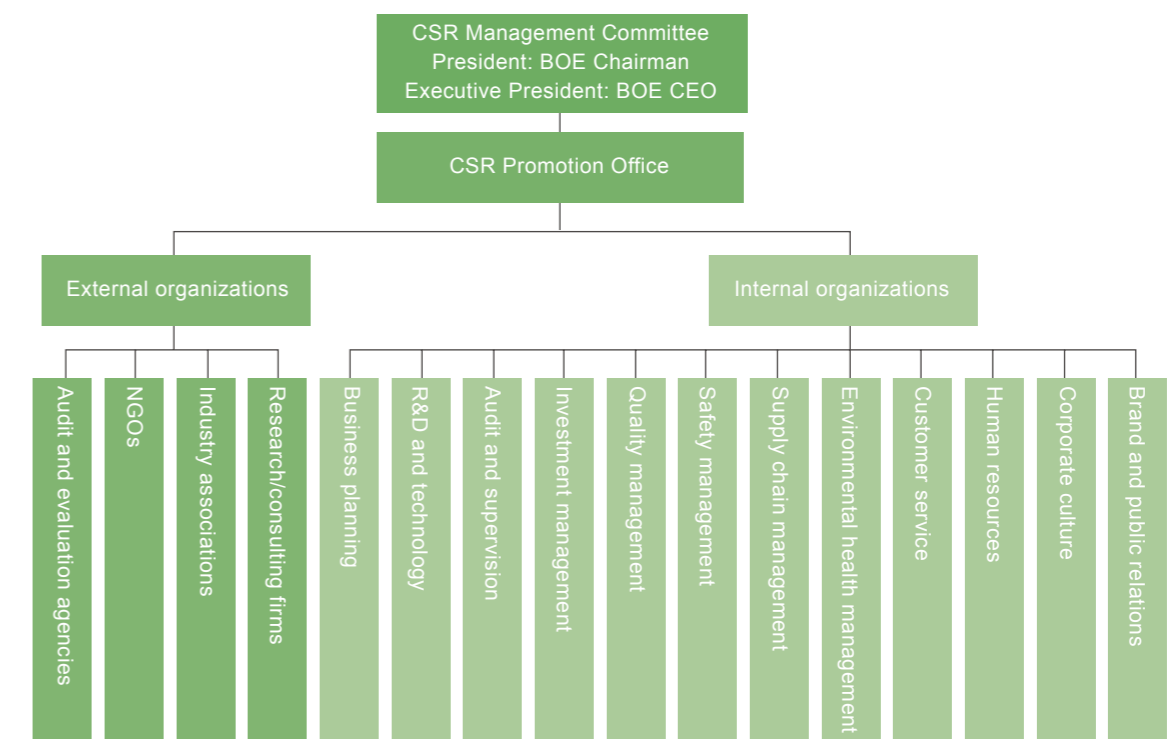 CSR Management Committee
President: BOE Chairman
Executive President: BOE CEO
CSR Promotion Office
External organizations
Internal organizations
Audit and evaluation agencies
NGOs
Industry associations
Research/consulting firms
Business planning
R&D and technology
Audit and supervision
Investment management
Quality management
Safety management
Supply chain management
Environmental health management
Customer service
Human resources
Corporate culture
Brand and public relations